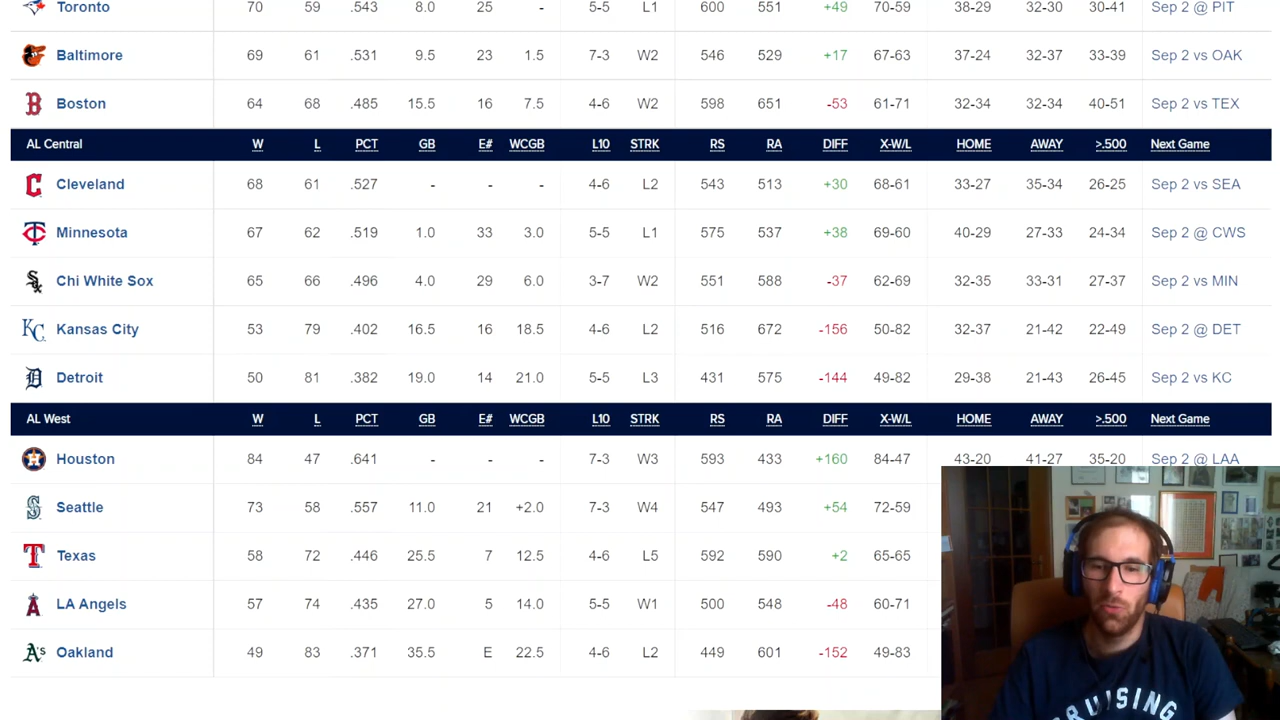 Toronto 70 59 .543 8.0 25 - 5-5 L1 600 551 +49 70-59 38-29 32-30 30-41 Sep 2 @ PIT
Baltimore 69 61 .531 9.5 23 1.5 7-3 W2 546 529 +17 67-63 37-24 32-37 33-39 Sep 2 vs OAK
Boston 64 68 .485 15.5 16 7.5 4-6 W2 598 651 -53 61-71 32-34 32-34 40-51 Sep 2 vs TEX
AL Central W L PCT GB E# WCGB L10 STRK RS RA DIFF X-W/L HOME AWAY >.500 Next Game
Cleveland 68 61 .527 - - - 4-6 L2 543 513 +30 68-61 33-27 35-34 26-25 Sep 2 vs SEA
Minnesota 67 62 .519 1.0 33 3.0 5-5 L1 575 537 +38 69-60 40-29 27-33 24-34 Sep 2 @ CWS
Chi White Sox 65 66 .496 4.0 29 6.0 3-7 W2 551 588 -37 62-69 32-35 33-31 27-37 Sep 2 vs MIN
Kansas City 53 79 .402 16.5 16 18.5 4-6 L2 516 672 -156 50-82 32-37 21-42 22-49 Sep 2 @ DET
Detroit 50 81 .382 19.0 14 21.0 5-5 L3 431 575 -144 49-82 29-38 21-43 26-45 Sep 2 vs KC
AL West W L PCT GB E# WCGB L10 STRK RS RA DIFF X-W/L HOME AWAY >.500 Next Game
Houston 84 47 .641 - - - 7-3 W3 593 433 +160 84-47 43-20 41-27 35-20 Sep 2 @ LAA
Seattle 73 58 .557 11.0 21 +2.0 7-3 W4 547 493 +54 72-59
Texas 58 72 .446 25.5 7 12.5 4-6 L5 592 590 +2 65-65
LA Angels 57 74 .435 27.0 5 14.0 5-5 W1 500 548 -48 60-71
Oakland 49 83 .371 35.5 E 22.5 4-6 L2 449 601 -152 49-83
BRUISING